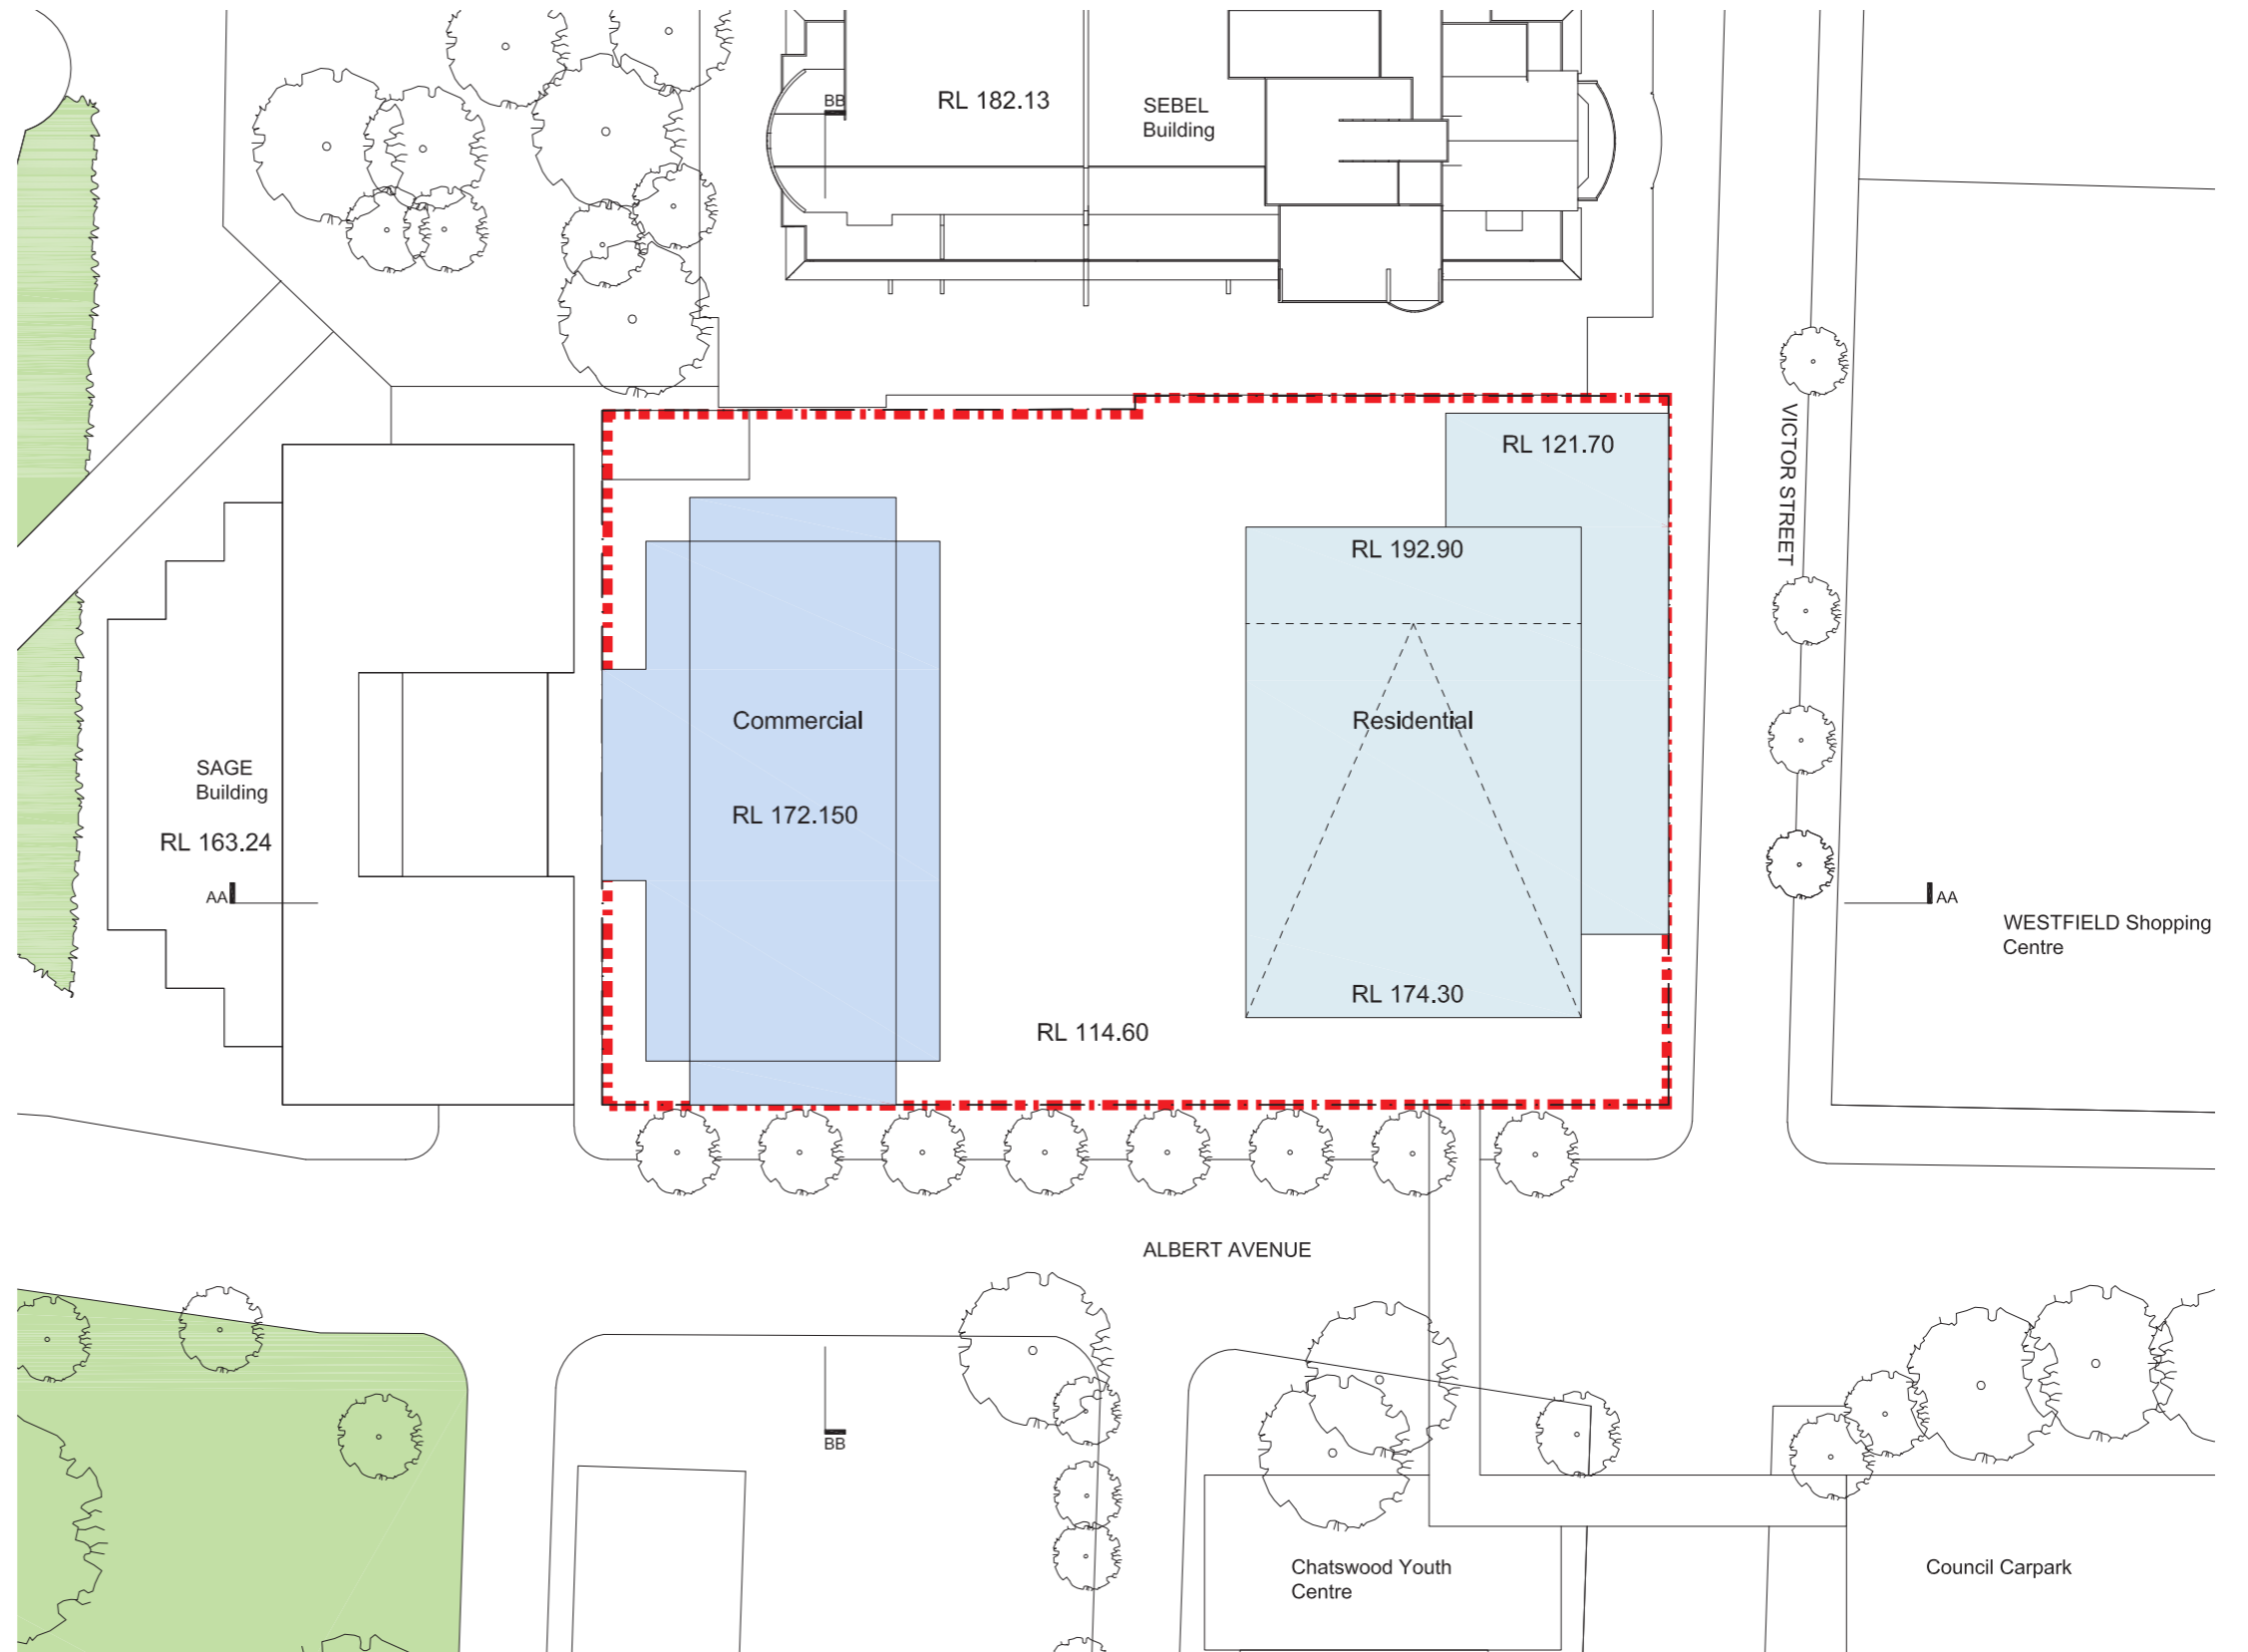 BB
RL 182.13
SEBEL
Building
VICTOR STREET
RL 121.70
RL 192.90
Commercial
Residential
SAGE
Building
RL 172.150
RL 163.24
AA
AA
WESTFIELD Shopping
Centre
RL 174.30
RL 114.60
ALBERT AVENUE
BB
Chatswood Youth
Centre
Council Carpark